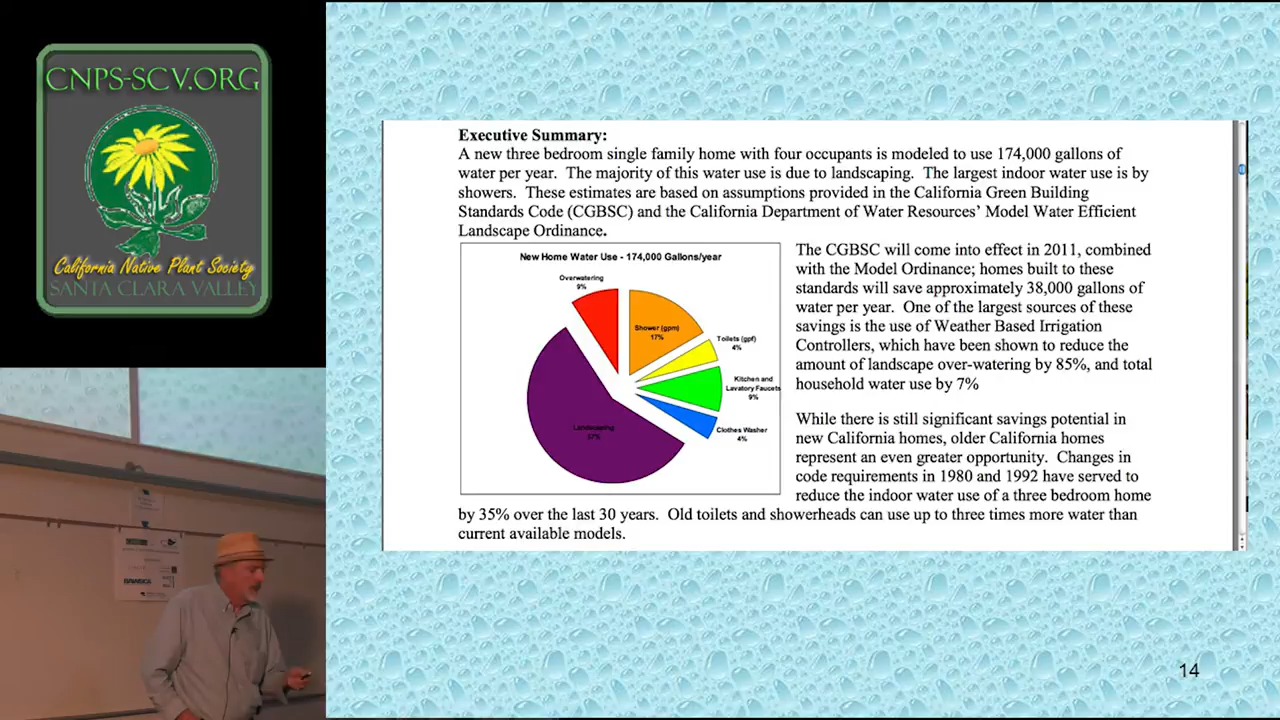 CNPS-SCV.ORG
California Native Plant Society
SANTA CLARA VALLEY
Executive Summary:
A new three bedroom single family home with four occupants is modeled to use 174,000 gallons of
water per year. The majority of this water use is due to landscaping. The largest indoor water use is by
showers. These estimates are based on assumptions provided in the California Green Building
Standards Code (CGBSC) and the California Department of Water Resources' Model Water Efficient
Landscape Ordinance.
New Home Water Use - 174,000 Gallons/year
Overwatering
9%
Shower (gpm)
17%
Toilets (gpf)
4%
Kitchen and
Lavatory Faucets
9%
Clothes Washer
4%
Landscaping
57%
The CGBSC will come into effect in 2011, combined
with the Model Ordinance; homes built to these
standards will save approximately 38,000 gallons of
water per year. One of the largest sources of these
savings is the use of Weather Based Irrigation
Controllers, which have been shown to reduce the
amount of landscape over-watering by 85%, and total
household water use by 7%
While there is still significant savings potential in
new California homes, older California homes
represent an even greater opportunity. Changes in
code requirements in 1980 and 1992 have served to
reduce the indoor water use of a three bedroom home
by 35% over the last 30 years. Old toilets and showerheads can use up to three times more water than
current available models.
14